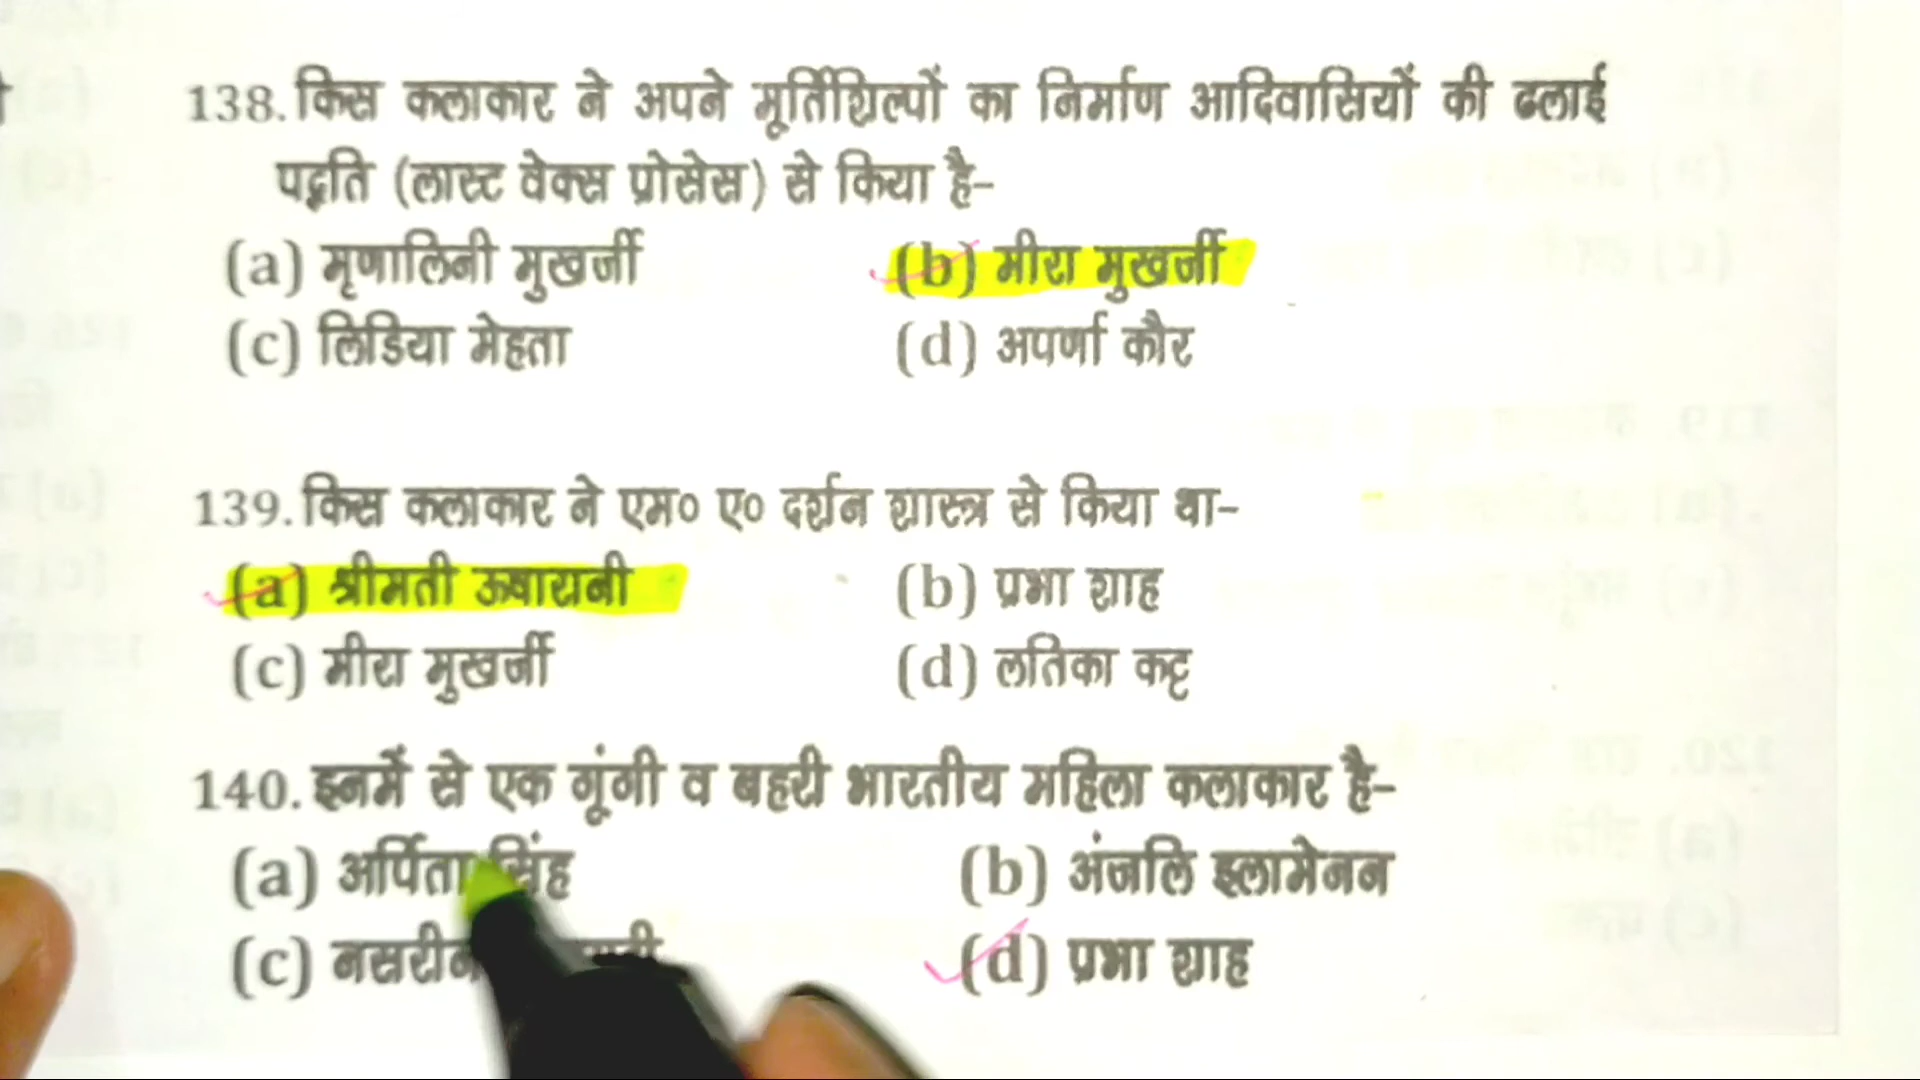 138. किस कलाकार ने अपने मूर्तिशिल्पों का निर्माण आदिवासियों की ढलाई
पद्धति (लास्ट वेक्स प्रोसेस) से किया है-
(a) मृणालिनी मुखर्जी (b) मीरा मुखर्जी
(c) लिडिया मेहता (d) अपर्णा कौर
139. किस कलाकार ने एम० ए० दर्शन शास्त्र से किया था-
(a) श्रीमती ऊषारानी (b) प्रभा शाह
(c) मीरा मुखर्जी (d) लतिका कट्ट
140. इनमें से एक गूंगी व बहरी भारतीय महिला कलाकार है-
(a) अर्पिता सिंह (b) अंजलि इलामेनन
(c) (d) प्रभा शाह